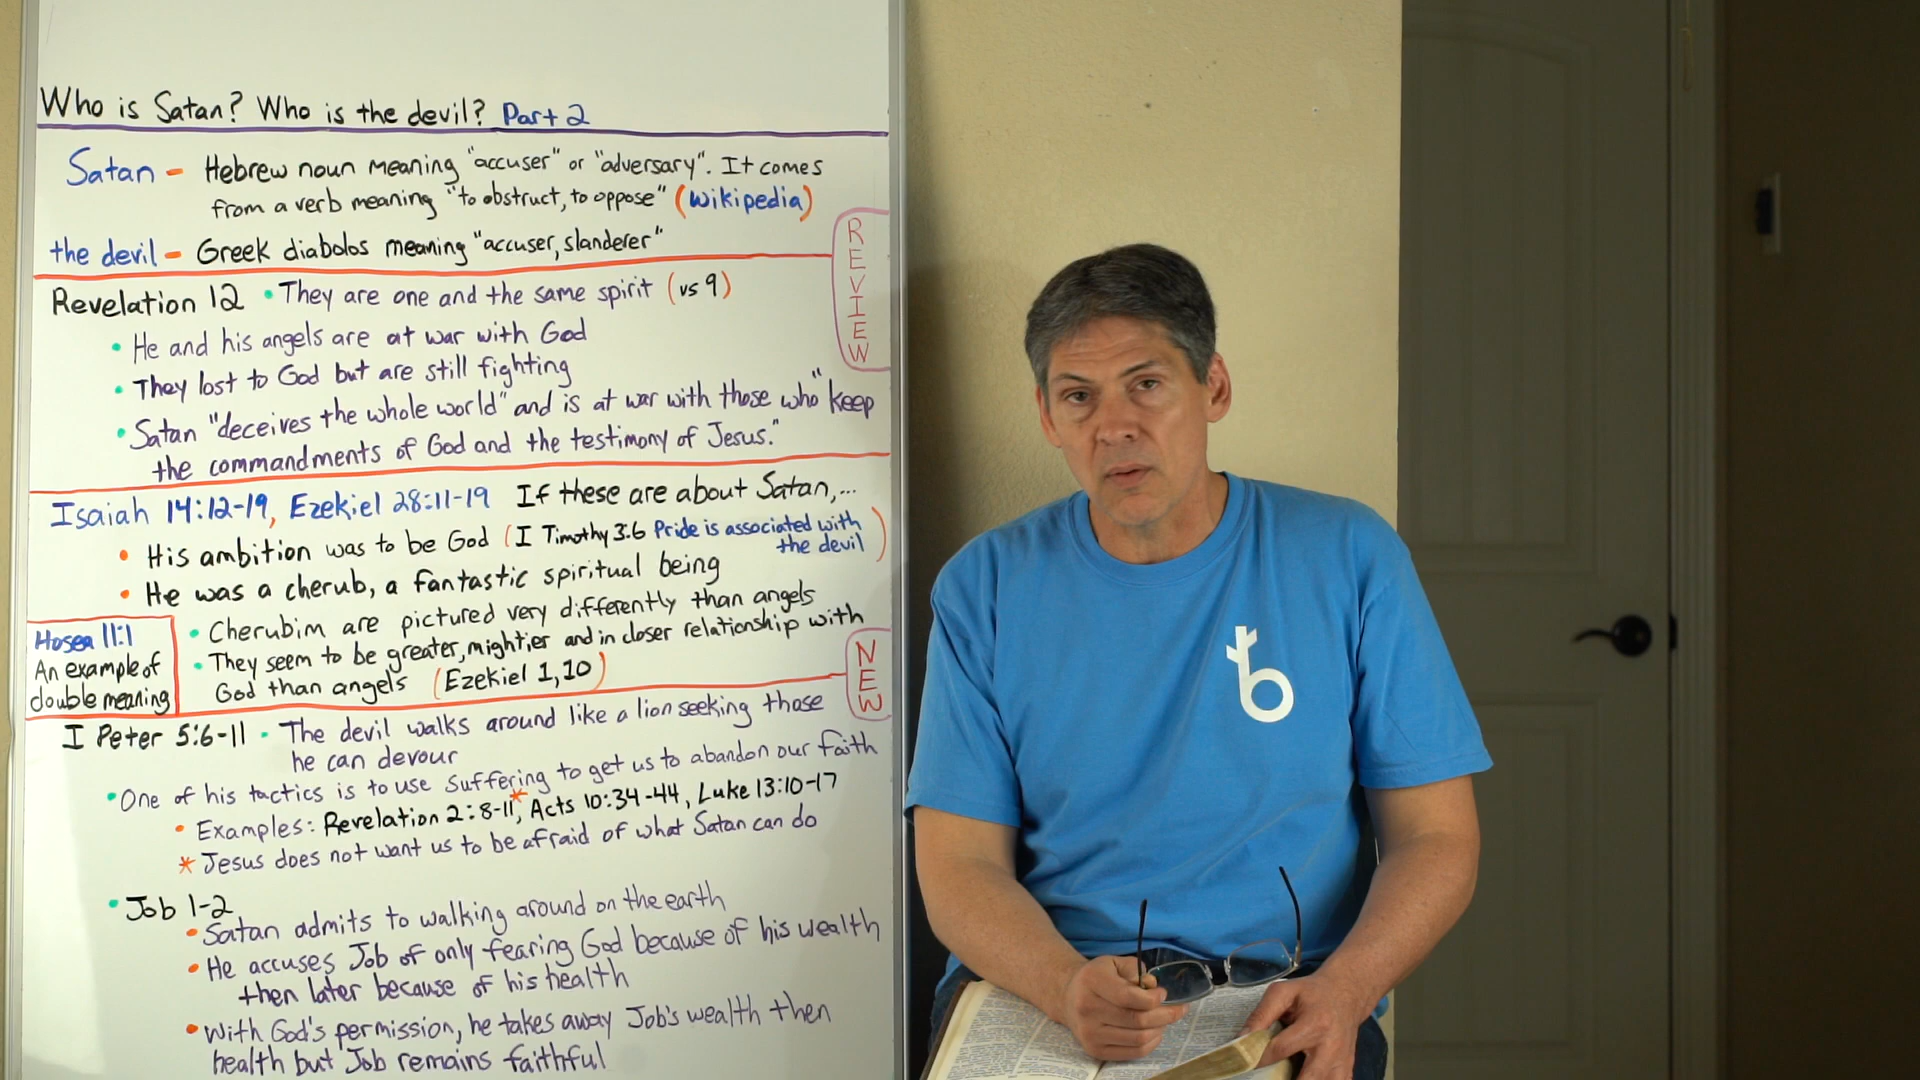 Who is Satan? Who is the devil? Part 2
Satan - Hebrew noun meaning "accuser" or "adversary". It comes
from a verb meaning "to obstruct, to oppose" (wikipedia)
the devil - Greek diabolos meaning "accuser, slanderer"
REVIEW
Revelation 12 • They are one and the same spirit (vs 9)
• He and his angels are at war with God
• They lost to God but are still fighting
• Satan "deceives the whole world" and is at war with those who "keep
the commandments of God and the testimony of Jesus."
Isaiah 14:12-19, Ezekiel 28:11-19 If these are about Satan,...
• His ambition was to be God (I Timothy 3:6 Pride is associated with
the devil)
• He was a cherub, a fantastic spiritual being
• Cherubim are pictured very differently than angels
• They seem to be greater, mightier and in closer relationship with
God than angels (Ezekiel 1,10)
Hosea 11:1
An example of
double meaning
NEW
I Peter 5:6-11 • The devil walks around like a lion seeking those
he can devour
• One of his tactics is to use suffering to get us to abandon our faith
• Examples: Revelation 2:8-11*, Acts 10:34-44, Luke 13:10-17
* Jesus does not want us to be afraid of what Satan can do
• Job 1-2
• Satan admits to walking around on the earth
• He accuses Job of only fearing God because of his wealth
then later because of his health
• With God's permission, he takes away Job's wealth then
health but Job remains faithful